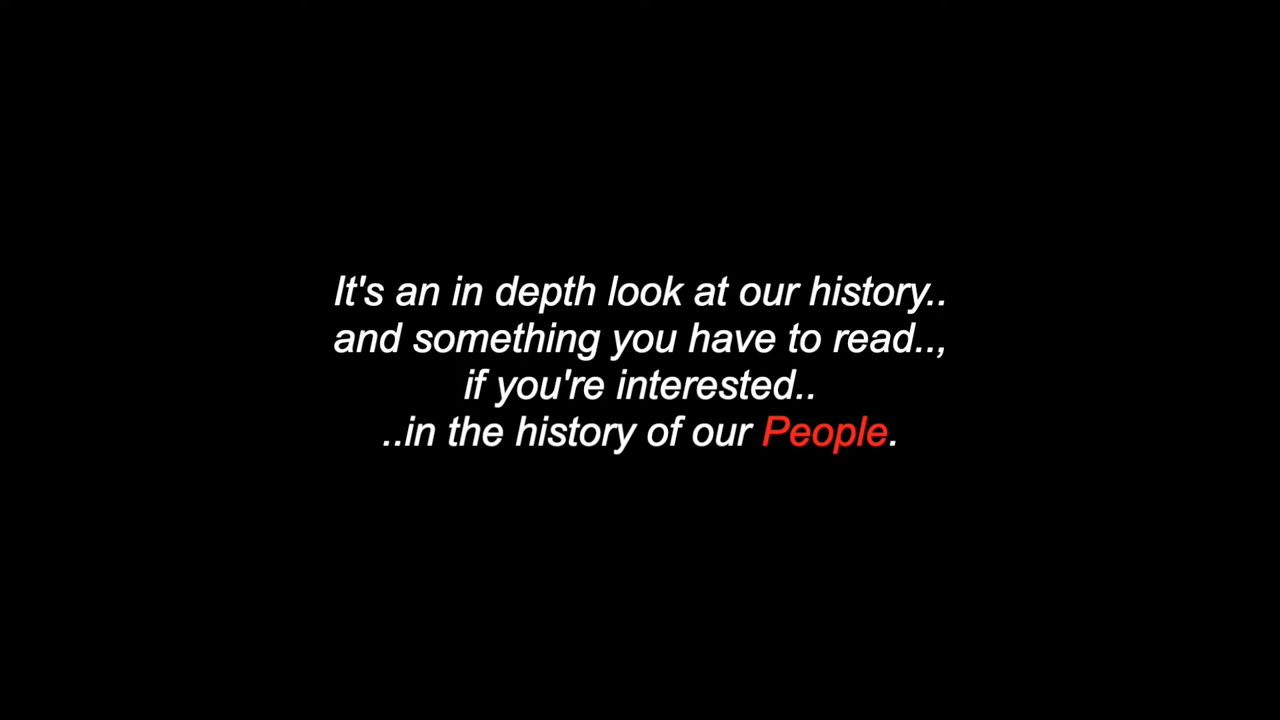 It's an in depth look at our history..
and something you have to read..,
if you're interested..
..in the history of our People.